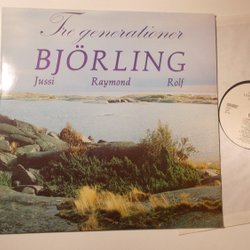 Tre generationer
BJÖRLING
Jussi Raymond Rolf